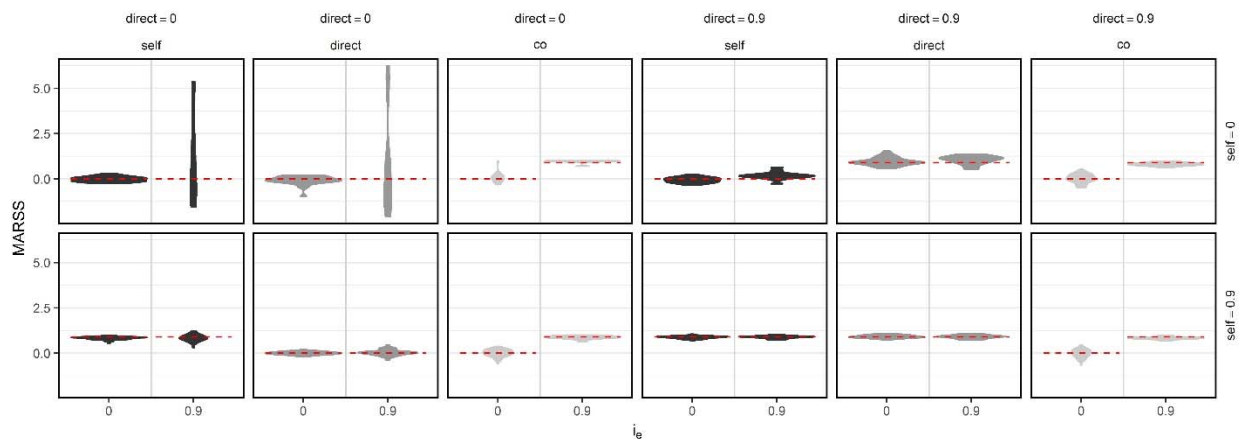 direct = 0 direct = 0 direct = 0 direct = 0.9 direct = 0.9 direct = 0.9
self direct co self direct co
5.0
2.5
0.0
self = 0
MARSS
5.0
2.5
0.0
self = 0.9
0 0.9 0 0.9 0 0.9 0 0.9 0 0.9 0 0.9
ie